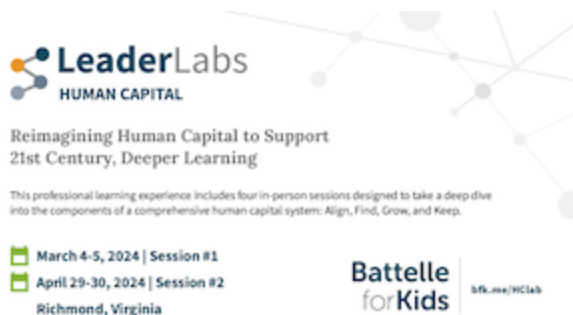 LeaderLabs
HUMAN CAPITAL
Reimagining Human Capital to Support
21st Century, Deeper Learning
This professional learning experience includes four in-person sessions designed to take a deep dive
into the components of a comprehensive human capital system: Align, Find, Grow, and Keep.
March 4-5, 2024 | Session #1
April 29-30, 2024 | Session #2
Richmond, Virginia
Battelle
forKids
bfk.me/HClab